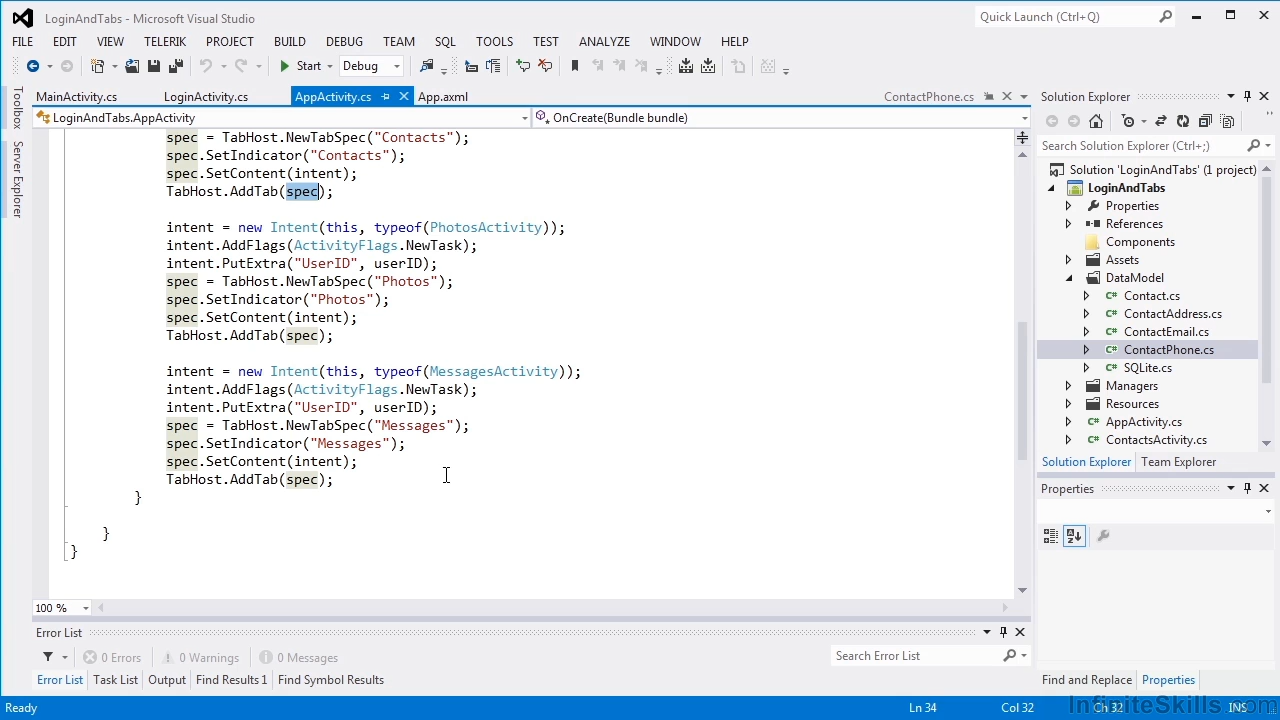 LoginAndTabs - Microsoft Visual Studio
Quick Launch (Ctrl+Q)
FILE EDIT VIEW TELERIK PROJECT BUILD DEBUG TEAM SQL TOOLS TEST ANALYZE WINDOW HELP
Start Debug
MainActivity.cs LoginActivity.cs AppActivity.cs App.axml ContactPhone.cs
LoginAndTabs.AppActivity OnCreate(Bundle bundle)
Toolbox
Server Explorer
spec = TabHost.NewTabSpec("Contacts");
spec.SetIndicator("Contacts");
spec.SetContent(intent);
TabHost.AddTab(spec);
intent = new Intent(this, typeof(PhotosActivity));
intent.AddFlags(ActivityFlags.NewTask);
intent.PutExtra("UserID", userID);
spec = TabHost.NewTabSpec("Photos");
spec.SetIndicator("Photos");
spec.SetContent(intent);
TabHost.AddTab(spec);
intent = new Intent(this, typeof(MessagesActivity));
intent.AddFlags(ActivityFlags.NewTask);
intent.PutExtra("UserID", userID);
spec = TabHost.NewTabSpec("Messages");
spec.SetIndicator("Messages");
spec.SetContent(intent);
TabHost.AddTab(spec);
}
}
}
100 %
Error List
0 Errors 0 Warnings 0 Messages
Search Error List
Error List Task List Output Find Results 1 Find Symbol Results
Solution Explorer
Search Solution Explorer (Ctrl+;)
Solution 'LoginAndTabs' (1 project)
LoginAndTabs
Properties
References
Components
Assets
DataModel
C# Contact.cs
C# ContactAddress.cs
C# ContactEmail.cs
C# ContactPhone.cs
C# SQLite.cs
Managers
Resources
C# AppActivity.cs
C# ContactsActivity.cs
Solution Explorer Team Explorer
Properties
Find and Replace Properties
Ready Ln 34 Col 32 Ch 32 INS
InfiniteSkills.com